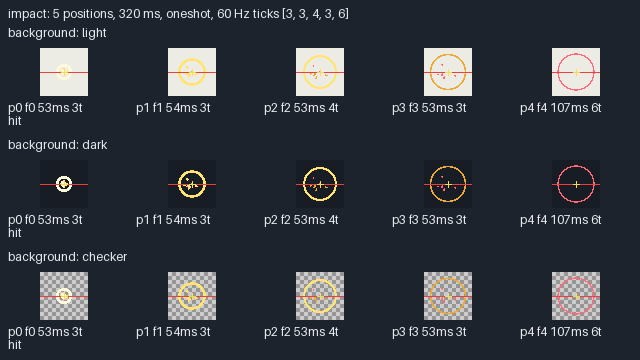 impact: 5 positions, 320 ms, oneshot, 60 Hz ticks [3, 3, 4, 3, 6]
background: light
p0 f0 53ms 3t p1 f1 54ms 3t p2 f2 53ms 4t p3 f3 53ms 3t p4 f4 107ms 6t
hit
background: dark
p0 f0 53ms 3t p1 f1 54ms 3t p2 f2 53ms 4t p3 f3 53ms 3t p4 f4 107ms 6t
hit
background: checker
p0 f0 53ms 3t p1 f1 54ms 3t p2 f2 53ms 4t p3 f3 53ms 3t p4 f4 107ms 6t
hit